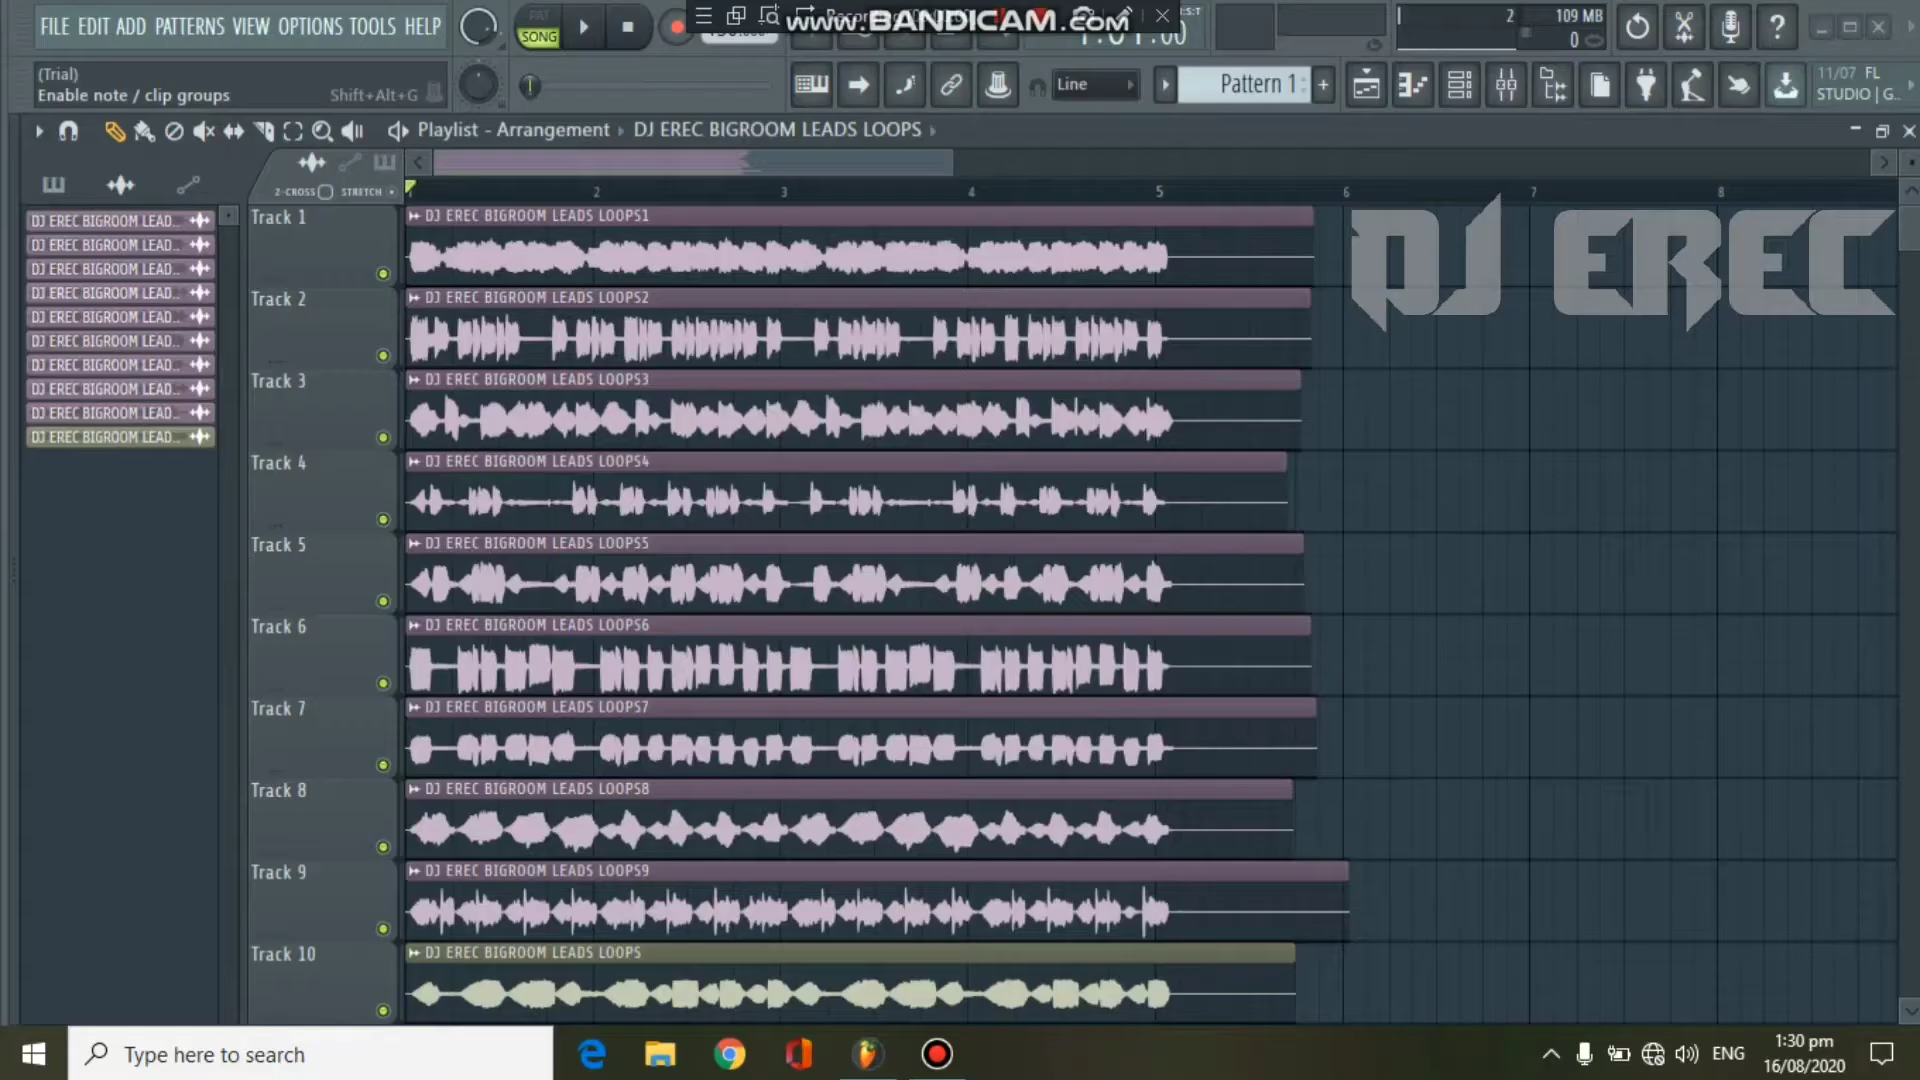 FILE EDIT ADD PATTERNS VIEW OPTIONS TOOLS HELP
PAT
SONG
www.BANDICAM.com
S:T
1:01:00
2
109 MB
0
(Trial)
Enable note / clip groups
Shift+Alt+G
Line
Pattern 1
+
11/07 FL
STUDIO | G..
Playlist - Arrangement
DJ EREC BIGROOM LEADS LOOPS
2-CROSS
STRETCH
2
3
4
5
6
7
8
DJ EREC
DJ EREC BIGROOM LEAD..
DJ EREC BIGROOM LEAD..
DJ EREC BIGROOM LEAD..
DJ EREC BIGROOM LEAD..
DJ EREC BIGROOM LEAD..
DJ EREC BIGROOM LEAD..
DJ EREC BIGROOM LEAD..
DJ EREC BIGROOM LEAD..
DJ EREC BIGROOM LEAD..
DJ EREC BIGROOM LEAD..
Track 1
DJ EREC BIGROOM LEADS LOOPS1
Track 2
DJ EREC BIGROOM LEADS LOOPS2
Track 3
DJ EREC BIGROOM LEADS LOOPS3
Track 4
DJ EREC BIGROOM LEADS LOOPS4
Track 5
DJ EREC BIGROOM LEADS LOOPS5
Track 6
DJ EREC BIGROOM LEADS LOOPS6
Track 7
DJ EREC BIGROOM LEADS LOOPS7
Track 8
DJ EREC BIGROOM LEADS LOOPS8
Track 9
DJ EREC BIGROOM LEADS LOOPS9
Track 10
DJ EREC BIGROOM LEADS LOOPS
Type here to search
ENG
1:30 pm
16/08/2020